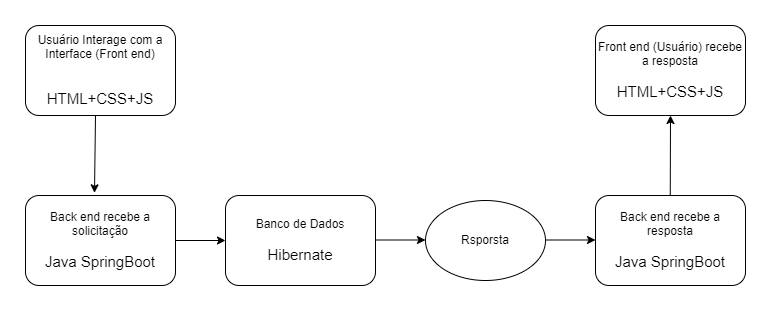 Usuário Interage com a
Interface (Front end)
HTML+CSS+JS
Front end (Usuário) recebe
a resposta
HTML+CSS+JS
Back end recebe a
solicitação
Java SpringBoot
Banco de Dados
Hibernate
Rsporsta
Back end recebe a
resposta
Java SpringBoot